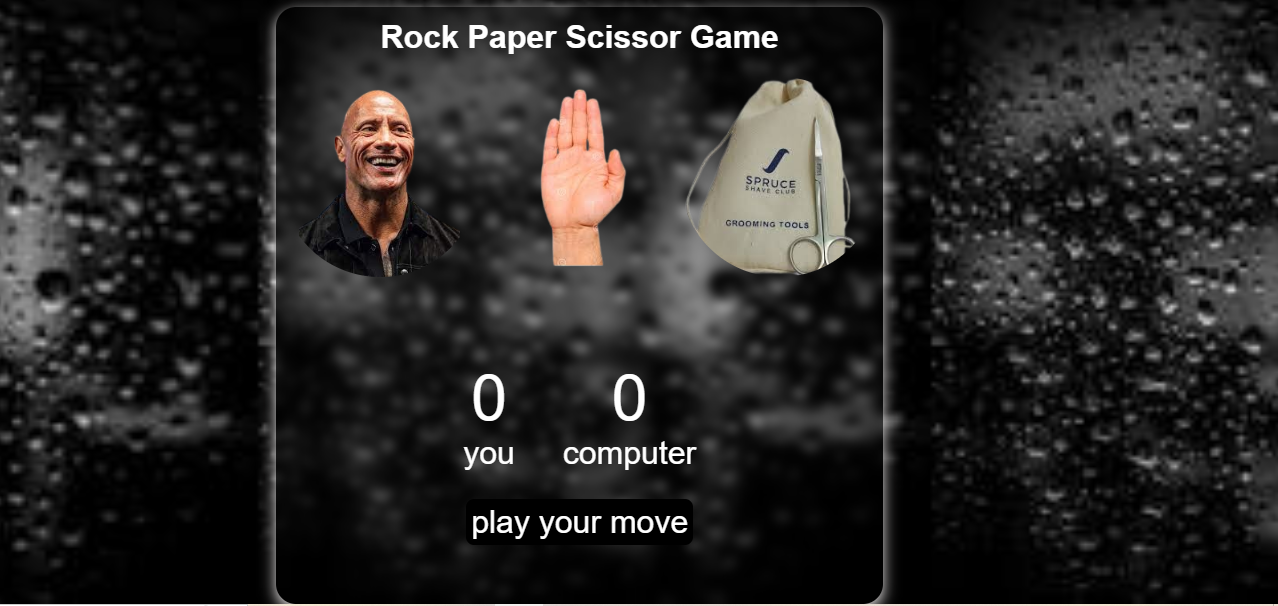 Rock Paper Scissor Game
SPRUCE
SHAVE CLUB
GROOMING TOOLS
0 0
you computer
play your move